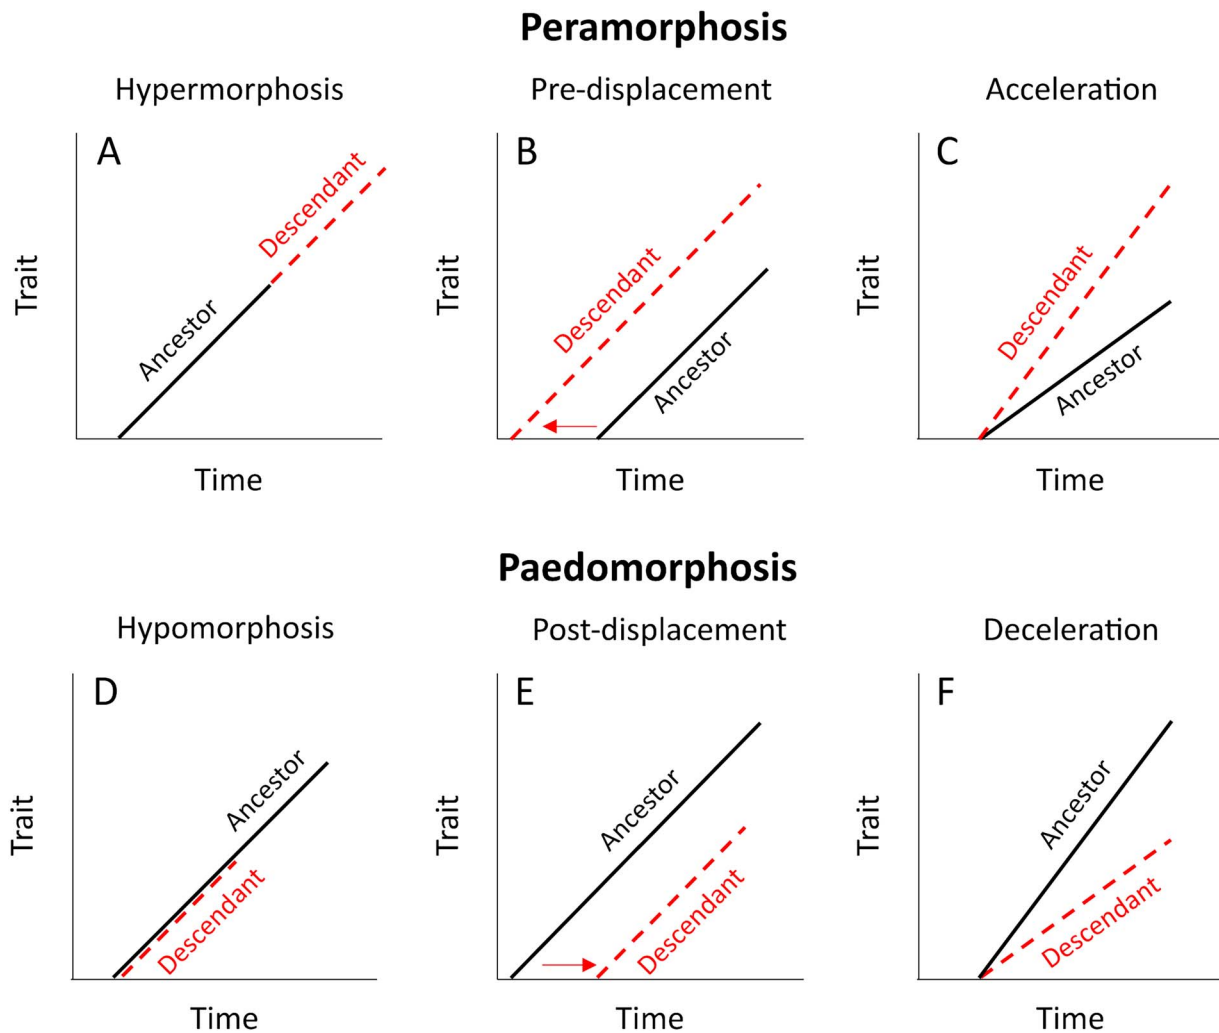 Peramorphosis
Hypermorphosis
A
Descendant
Ancestor
Trait
Time
Pre-displacement
B
Descendant
Ancestor
Trait
Time
Acceleration
C
Descendant
Ancestor
Trait
Time
Paedomorphosis
Hypomorphosis
D
Ancestor
Descendant
Trait
Time
Post-displacement
E
Ancestor
Descendant
Trait
Time
Deceleration
F
Ancestor
Descendant
Trait
Time